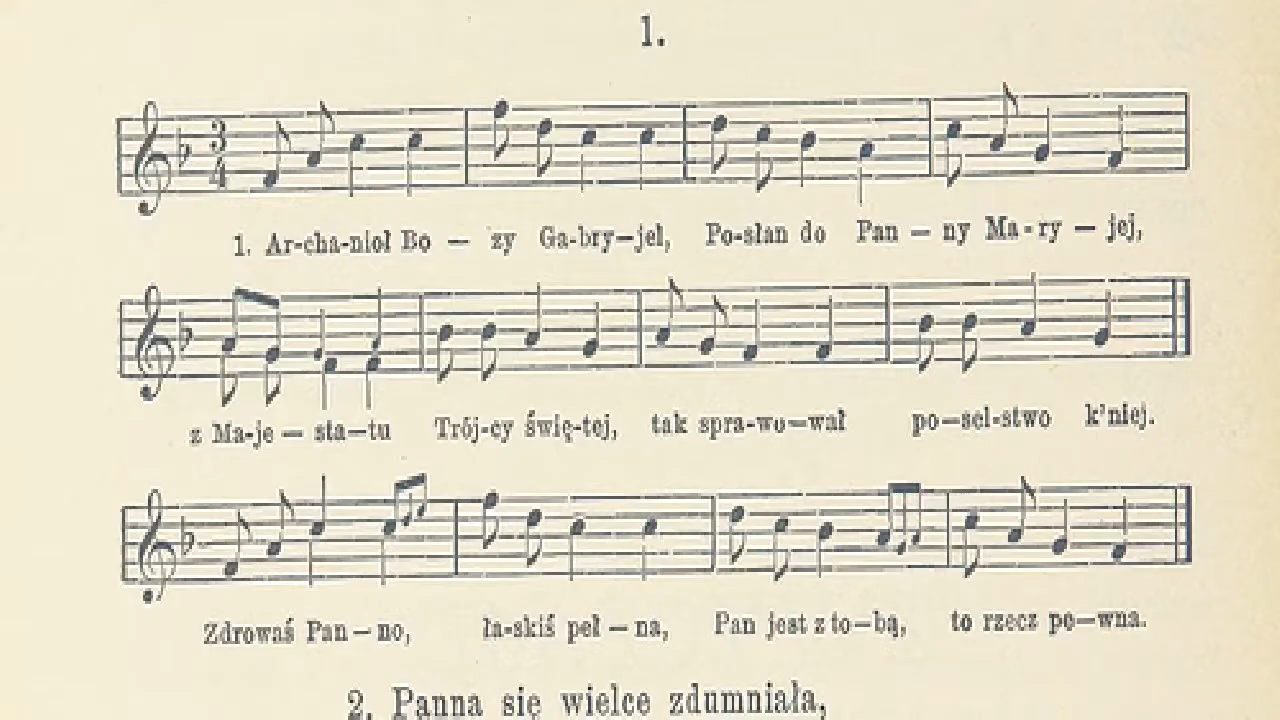 1.
3
4
1. Ar-cha-nioł Bo — zy Ga-bry—jel, Po-słan do Pan — ny Ma-ry — jej,
z Ma-je — sta—tu Trój-cy świę-tej, tak spra-wo—wał po—sel-stwo k'niej.
Zdrowaś Pan—no, ła-skiś peł—na, Pan jest z to—bą, to rzecz pe—wna.
2. Panna się wielce zdumniała,